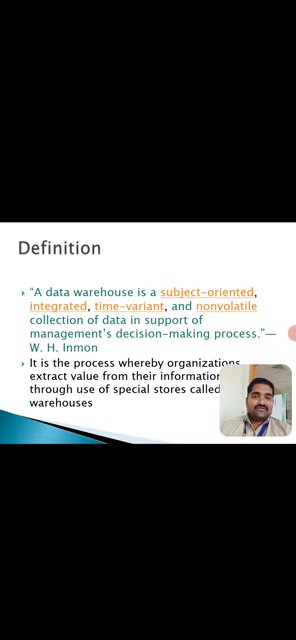 Definition
“A data warehouse is a subject-oriented,
integrated, time-variant, and nonvolatile
collection of data in support of
management’s decision-making process.”—
W. H. Inmon
It is the process whereby organizations
extract value from their information
through use of special stores called
warehouses